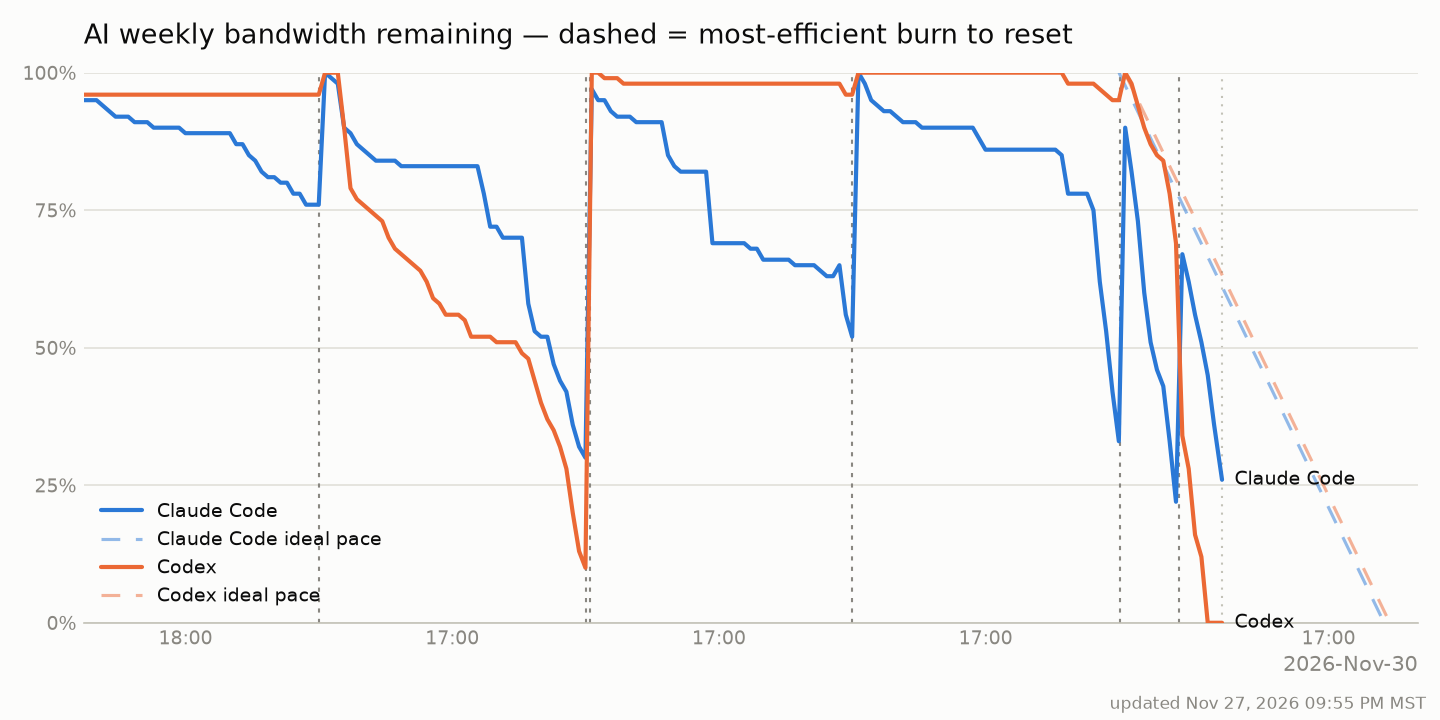 AI weekly bandwidth remaining — dashed = most-efficient burn to reset
100%
75%
50%
25%
0%
Claude Code
Claude Code ideal pace
Codex
Codex ideal pace
Claude Code
Codex
18:00
17:00
17:00
17:00
17:00
2026-Nov-30
updated Nov 27, 2026 09:55 PM MST